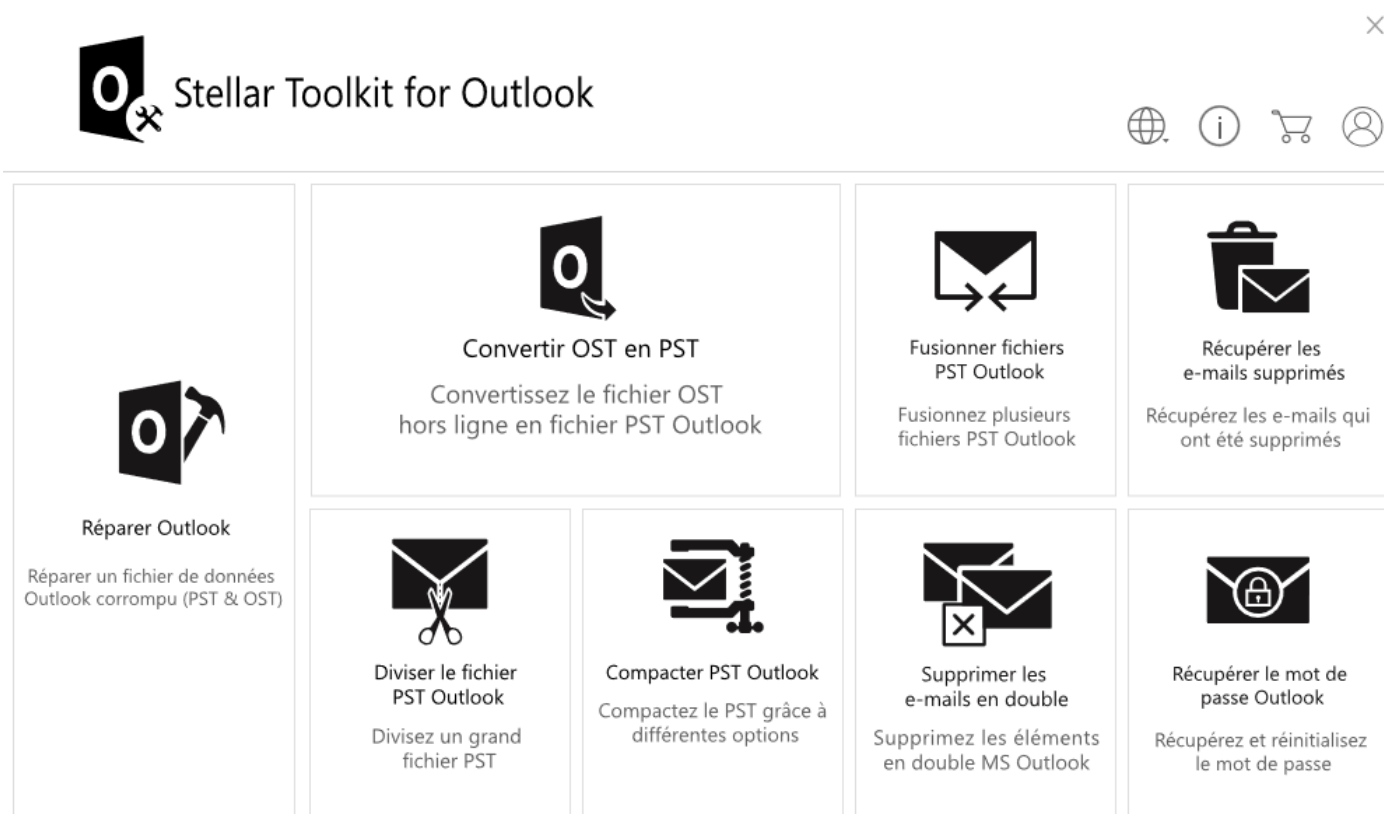 Stellar Toolkit for Outlook
Réparer Outlook
Réparer un fichier de données
Outlook corrompu (PST & OST)
Convertir OST en PST
Convertissez le fichier OST
hors ligne en fichier PST Outlook
Fusionner fichiers
PST Outlook
Fusionnez plusieurs
fichiers PST Outlook
Récupérer les
e-mails supprimés
Récupérez les e-mails qui
ont été supprimés
Diviser le fichier
PST Outlook
Divisez un grand
fichier PST
Compacter PST Outlook
Compactez le PST grâce à
différentes options
Supprimer les
e-mails en double
Supprimez les éléments
en double MS Outlook
Récupérer le mot de
passe Outlook
Récupérez et réinitialisez
le mot de passe